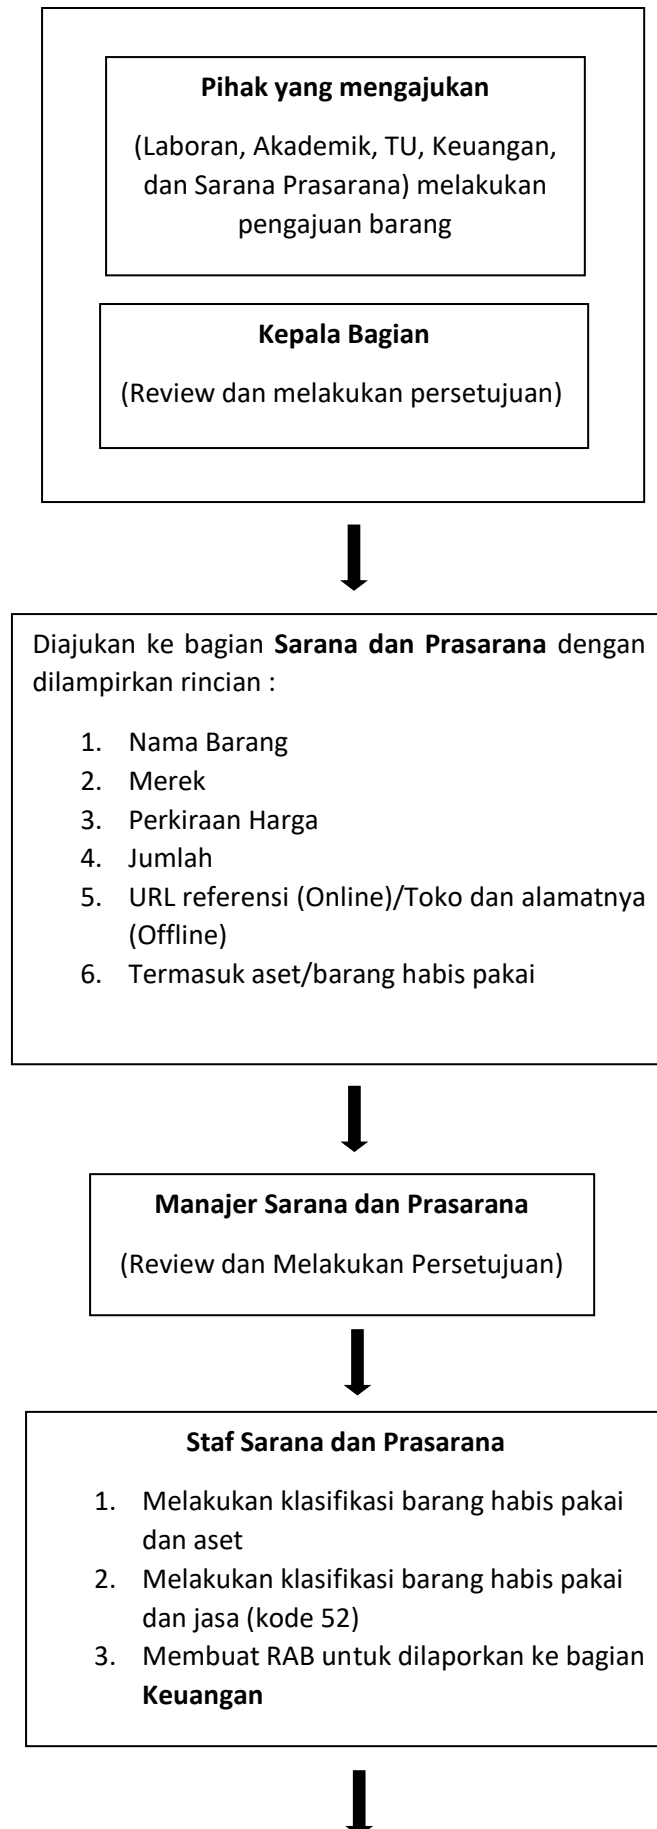 Pihak yang mengajukan
(Laboran, Akademik, TU, Keuangan,
dan Sarana Prasarana) melakukan
pengajuan barang
Kepala Bagian
(Review dan melakukan persetujuan)
Diajukan ke bagian Sarana dan Prasarana dengan
dilampirkan rincian :
1. Nama Barang
2. Merek
3. Perkiraan Harga
4. Jumlah
5. URL referensi (Online)/Toko dan alamatnya
(Offline)
6. Termasuk aset/barang habis pakai
Manajer Sarana dan Prasarana
(Review dan Melakukan Persetujuan)
Staf Sarana dan Prasarana
1. Melakukan klasifikasi barang habis pakai
dan aset
2. Melakukan klasifikasi barang habis pakai
dan jasa (kode 52)
3. Membuat RAB untuk dilaporkan ke bagian
Keuangan